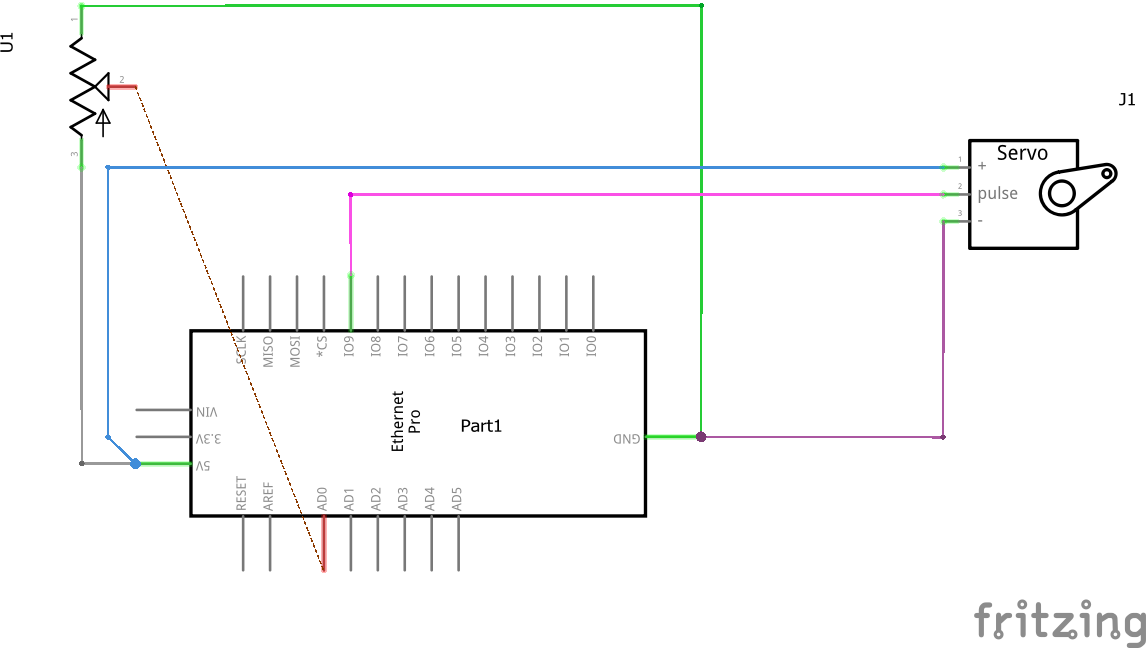 U1
1
2
3
J1
Servo
1
+
2
pulse
3
-
SCLK
MISO
MOSI
*CS
IO9
IO8
IO7
IO6
IO5
IO4
IO3
IO2
IO1
IO0
VIN
3.3V
5V
Ethernet
Pro
Part1
GND
RESET
AREF
AD0
AD1
AD2
AD3
AD4
AD5
fritzing